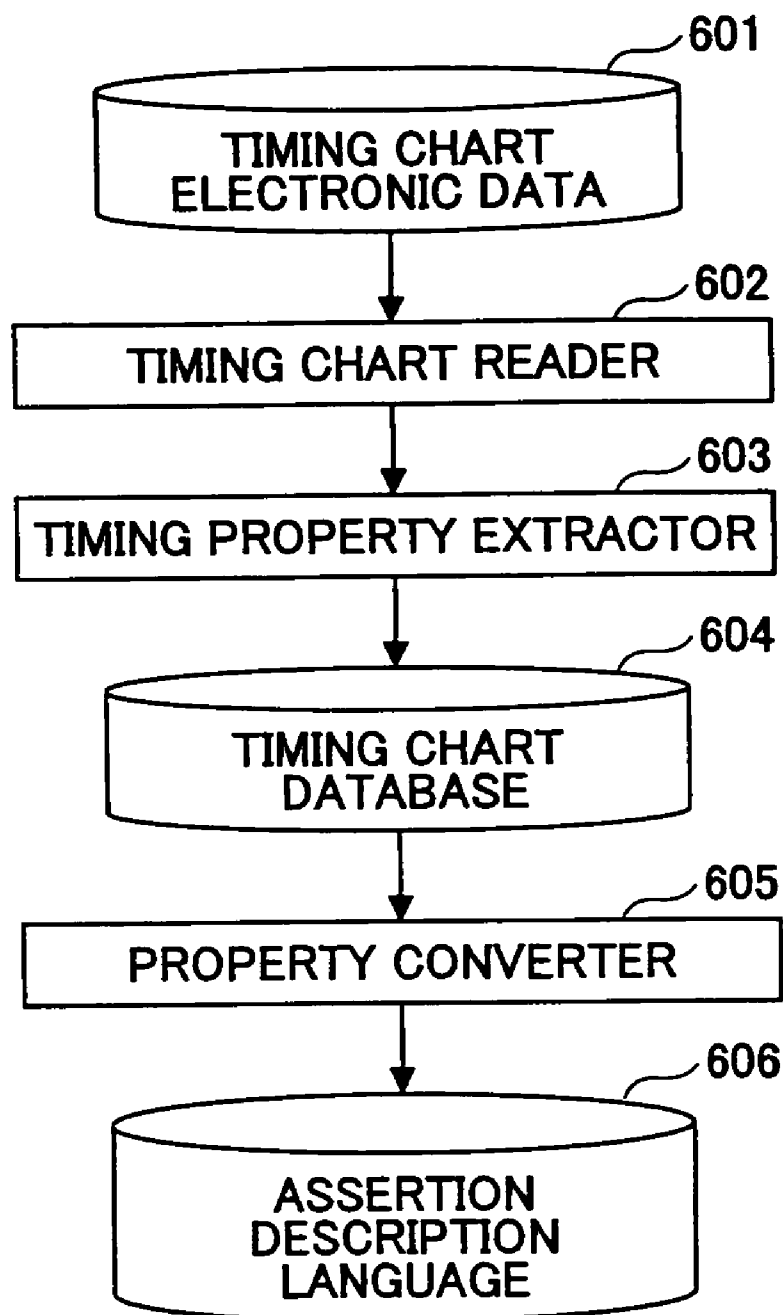 601
TIMING CHART
ELECTRONIC DATA
602
TIMING CHART READER
603
TIMING PROPERTY EXTRACTOR
604
TIMING CHART
DATABASE
605
PROPERTY CONVERTER
606
ASSERTION
DESCRIPTION
LANGUAGE